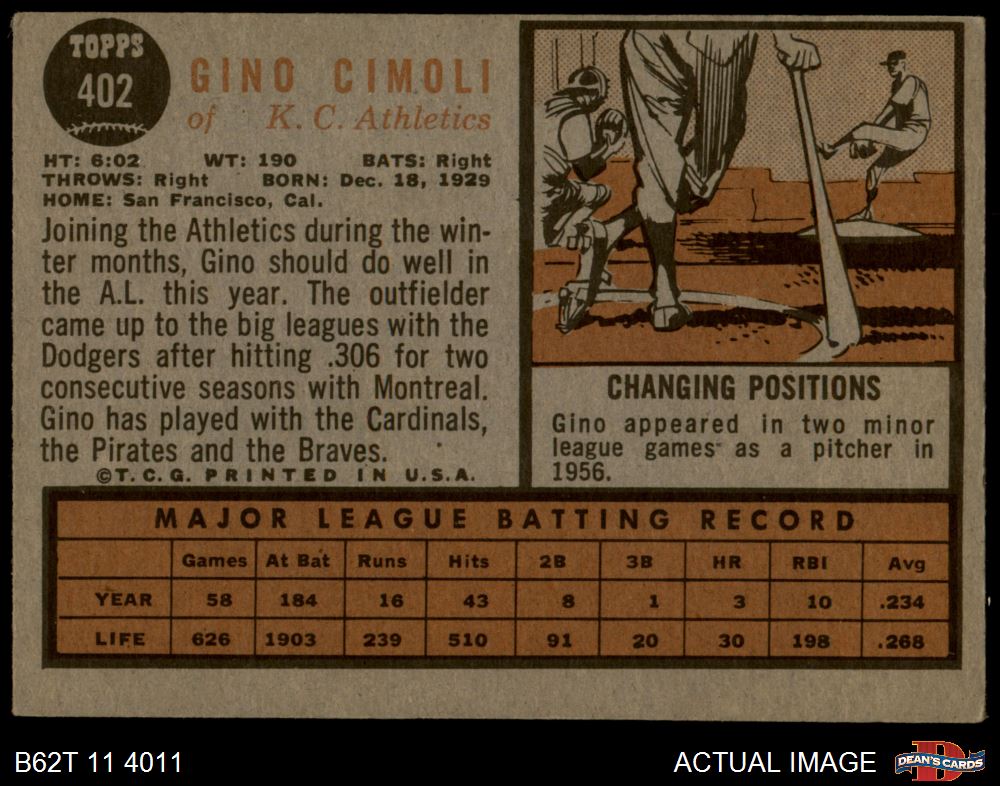 TOPPS
402
GINO CIMOLI
of K. C. Athletics
HT: 6:02 WT: 190 BATS: Right
THROWS: Right BORN: Dec. 18, 1929
HOME: San Francisco, Cal.
Joining the Athletics during the win-
ter months, Gino should do well in
the A.L. this year. The outfielder
came up to the big leagues with the
Dodgers after hitting .306 for two
consecutive seasons with Montreal.
Gino has played with the Cardinals,
the Pirates and the Braves.
©T.C.G. PRINTED IN U.S.A.
CHANGING POSITIONS
Gino appeared in two minor
league games as a pitcher in
1956.
MAJOR LEAGUE BATTING RECORD
Games At Bat Runs Hits 2B 3B HR RBI Avg
YEAR 58 184 16 43 8 1 3 10 .234
LIFE 626 1903 239 510 91 20 30 198 .268
B62T 11 4011
ACTUAL IMAGE
D
DEAN'S CARDS